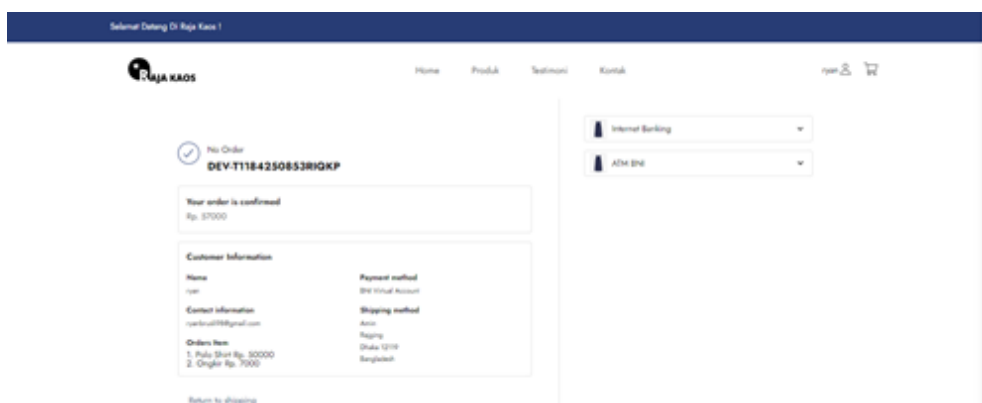 Selamat Datang Di Raja Kaos !
RAJA KAOS
Home Produk Testimoni Kontak
ryan
No Order
DEV-T1184250853RIQKP
Your order is confirmed
Rp. 57000
Customer Information
Name
ryan
Contact information
Orders Item
1. Polo Shirt Rp. 50000
2. Ongkir Rp. 7000
Payment method
BNI Virtual Account
Shipping method
Amin
Dhaka
Bangladesh
Return to shipping
Internet Banking
ATM BNI